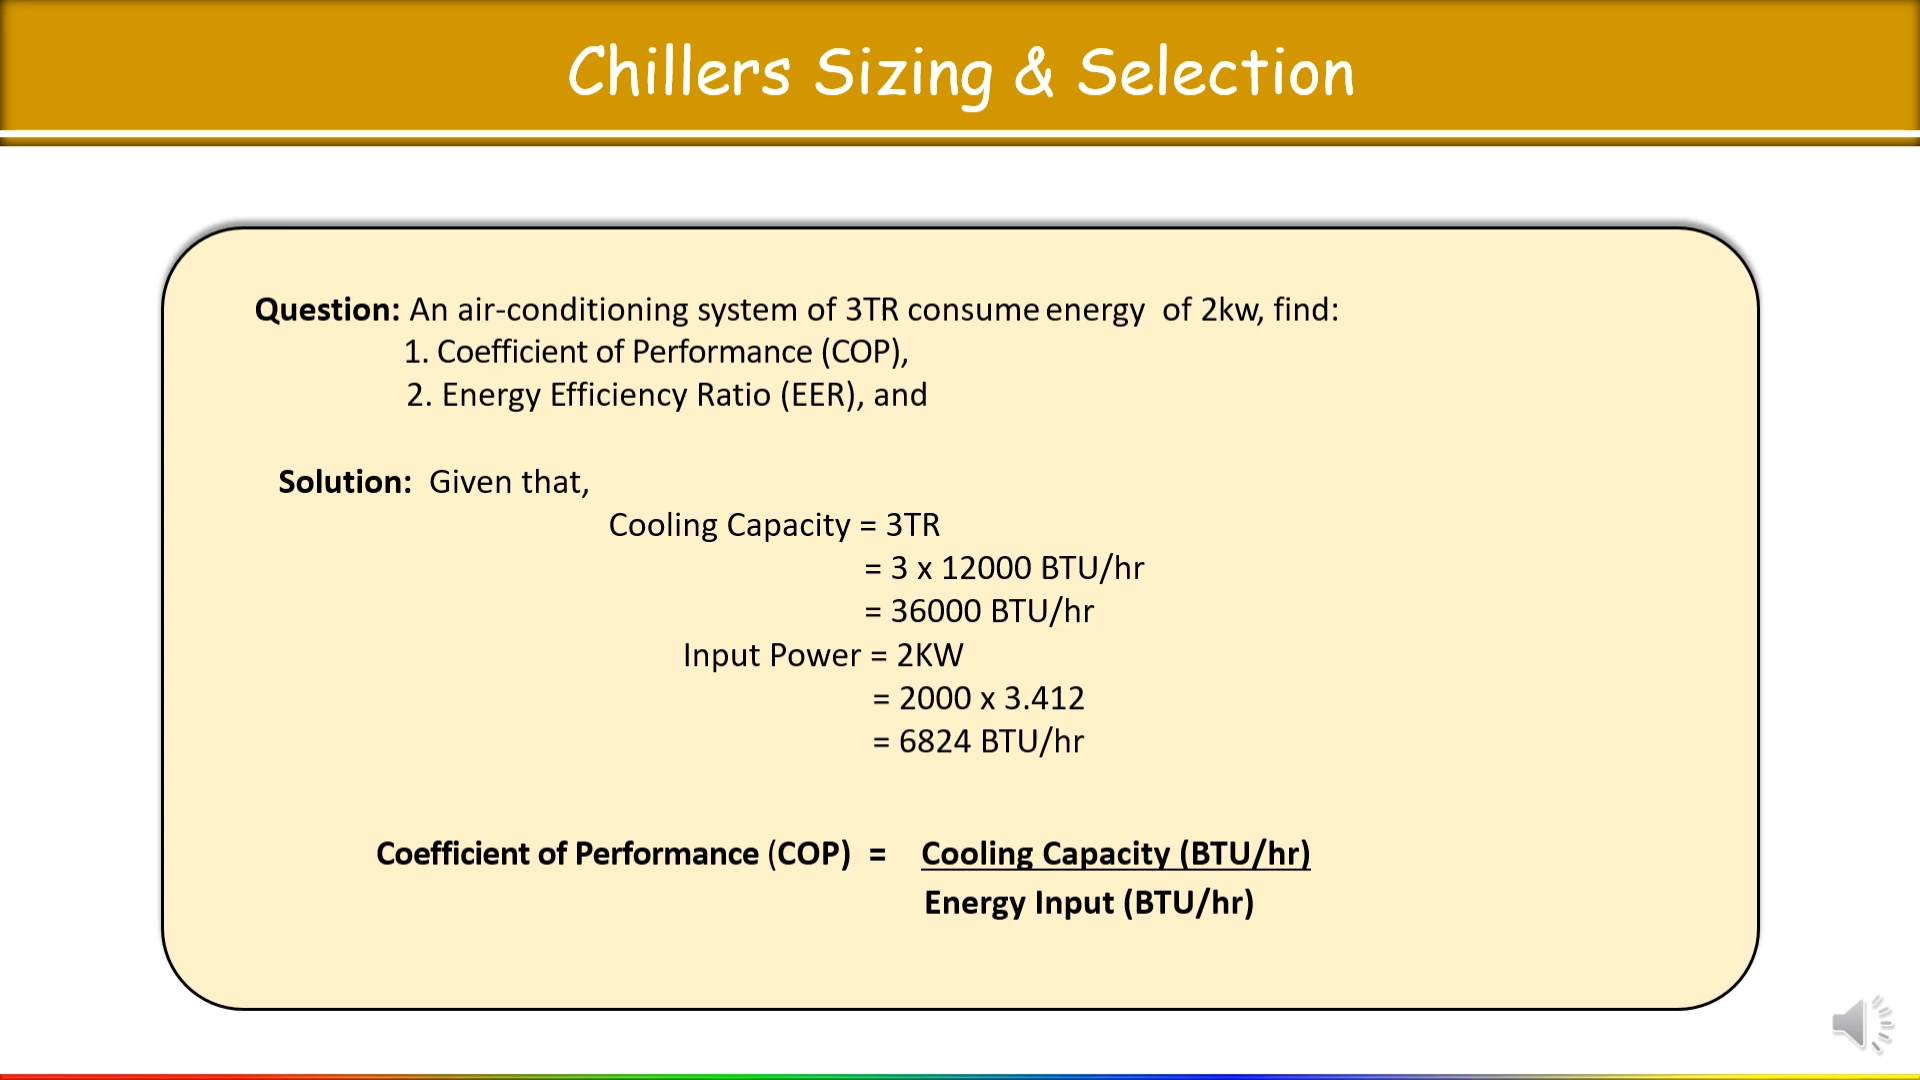 Chillers Sizing & Selection
Question: An air-conditioning system of 3TR consume energy of 2kw, find:
1. Coefficient of Performance (COP),
2. Energy Efficiency Ratio (EER), and
Solution: Given that,
Cooling Capacity = 3TR
= 3 x 12000 BTU/hr
= 36000 BTU/hr
Input Power = 2KW
= 2000 x 3.412
= 6824 BTU/hr
Coefficient of Performance (COP) = Cooling Capacity (BTU/hr)
Energy Input (BTU/hr)